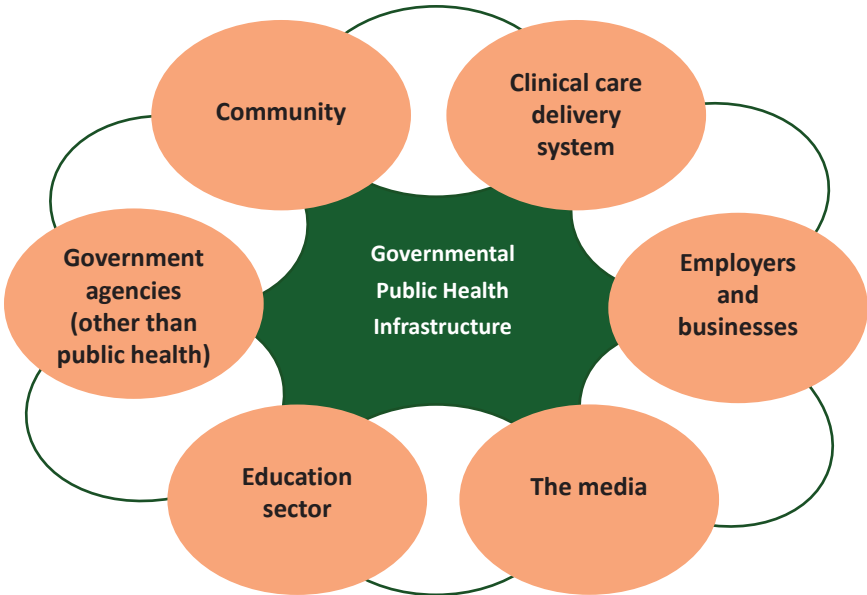 Community
Clinical care
delivery
system
Government
agencies
(other than
public health)
Governmental
Public Health
Infrastructure
Employers
and
businesses
Education
sector
The media